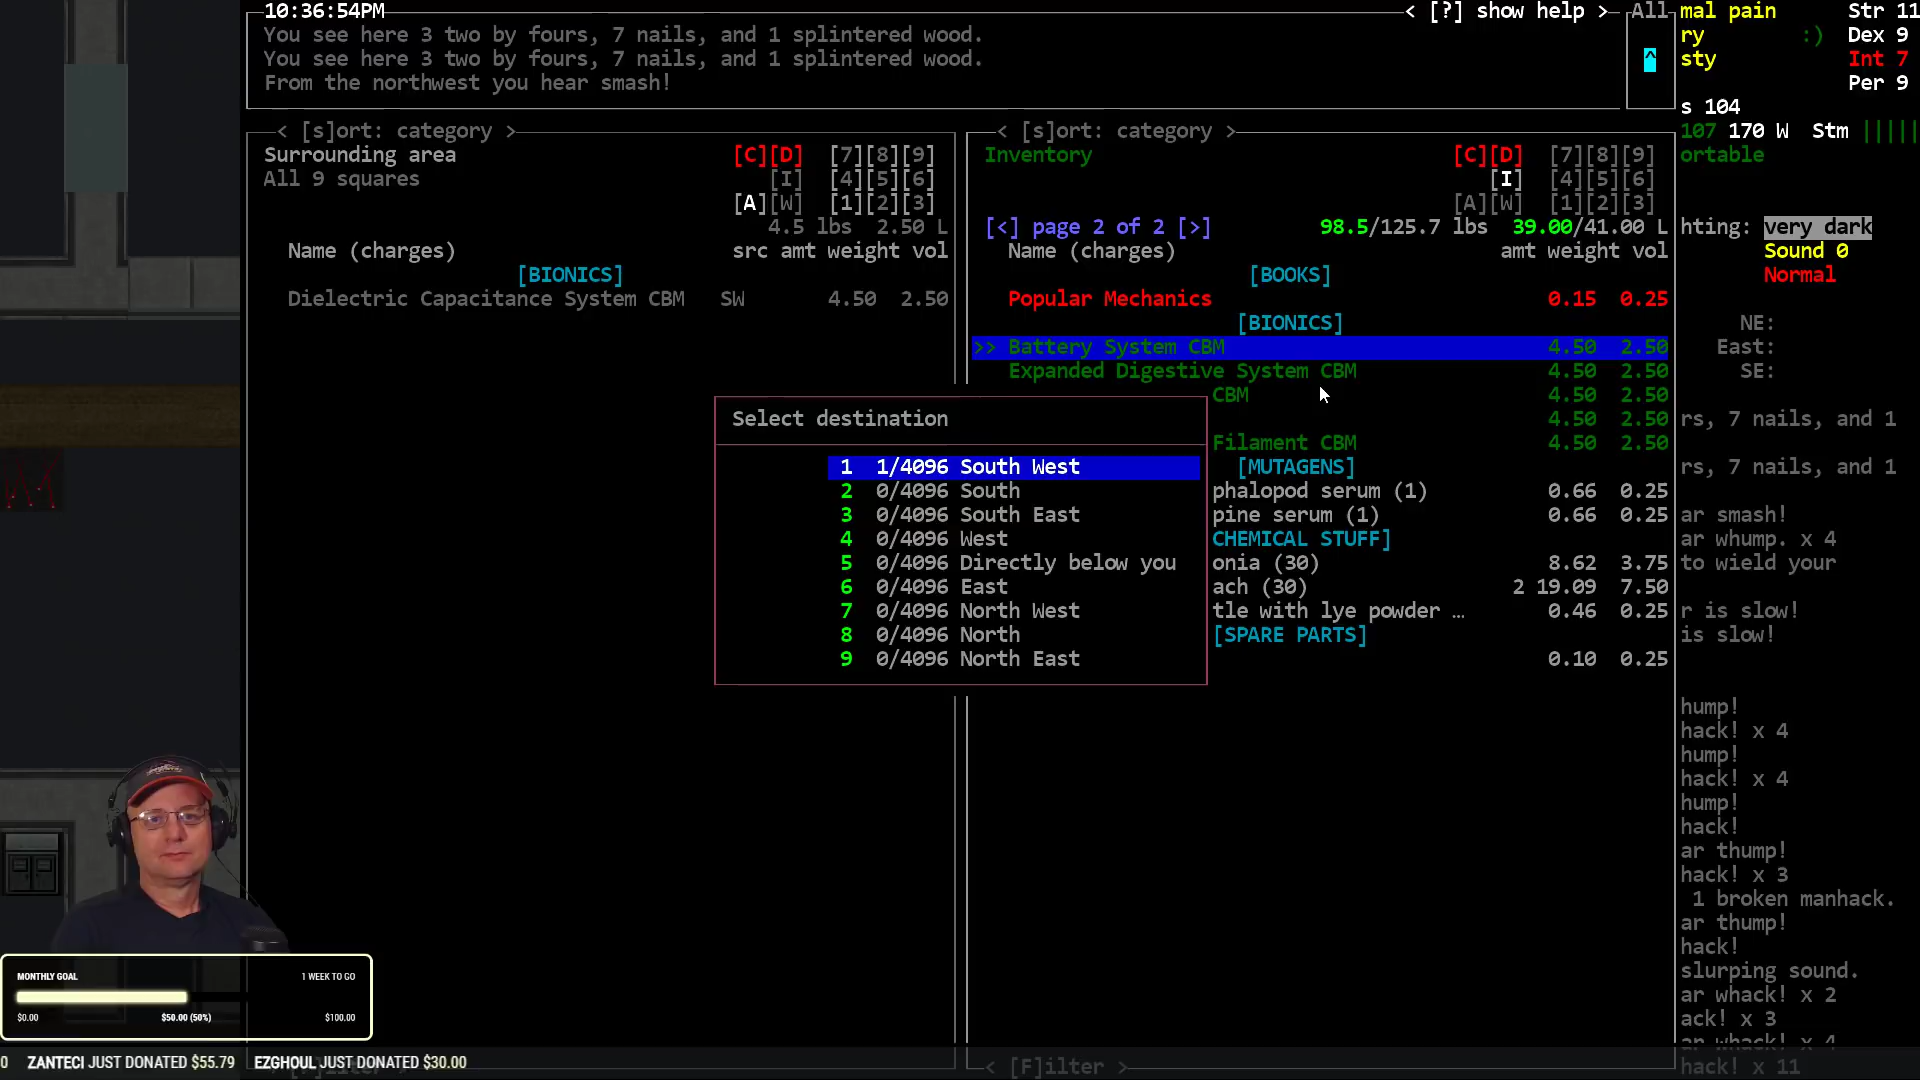 10:36:54PM
< [?] show help >
You see here 3 two by fours, 7 nails, and 1 splintered wood.
You see here 3 two by fours, 7 nails, and 1 splintered wood.
From the northwest you hear smash!
All
^
mal pain
Str 11
ry
:)
Dex 9
sty
Int 7
Per 9
s 104
107 170 W Stm |||||
ortable
hting: very dark
Sound 0
Normal
NE:
East:
SE:
rs, 7 nails, and 1
rs, 7 nails, and 1
ar smash!
ar whump. x 4
to wield your
r is slow!
is slow!
hump!
hack! x 4
hump!
hack! x 4
hump!
hack!
ar thump!
hack! x 3
1 broken manhack.
ar thump!
hack!
slurping sound.
ar whack! x 2
ack! x 3
ar whack! x 4
hack! x 11
< [s]ort: category >
Surrounding area
[C][D] [7][8][9]
All 9 squares
[I] [4][5][6]
[A][W] [1][2][3]
4.5 lbs 2.50 L
Name (charges) src amt weight vol
[BIONICS]
Dielectric Capacitance System CBM SW 4.50 2.50
< [s]ort: category >
Inventory
[C][D] [7][8][9]
[I] [4][5][6]
[A][W] [1][2][3]
[<] page 2 of 2 [>] 98.5/125.7 lbs 39.00/41.00 L
Name (charges) amt weight vol
[BOOKS]
Popular Mechanics 0.15 0.25
[BIONICS]
>> Battery System CBM 4.50 2.50
Expanded Digestive System CBM 4.50 2.50
CBM 4.50 2.50
4.50 2.50
Filament CBM 4.50 2.50
[MUTAGENS]
phalopod serum (1) 0.66 0.25
pine serum (1) 0.66 0.25
CHEMICAL STUFF]
onia (30) 8.62 3.75
ach (30) 2 19.09 7.50
tle with lye powder … 0.46 0.25
[SPARE PARTS]
0.10 0.25
< [F]ilter >
Select destination
1 1/4096 South West
2 0/4096 South
3 0/4096 South East
4 0/4096 West
5 0/4096 Directly below you
6 0/4096 East
7 0/4096 North West
8 0/4096 North
9 0/4096 North East
MONTHLY GOAL
1 WEEK TO GO
$0.00
$50.00 (50%)
$100.00
0 ZANTECI JUST DONATED $55.79 EZGHOUL JUST DONATED $30.00